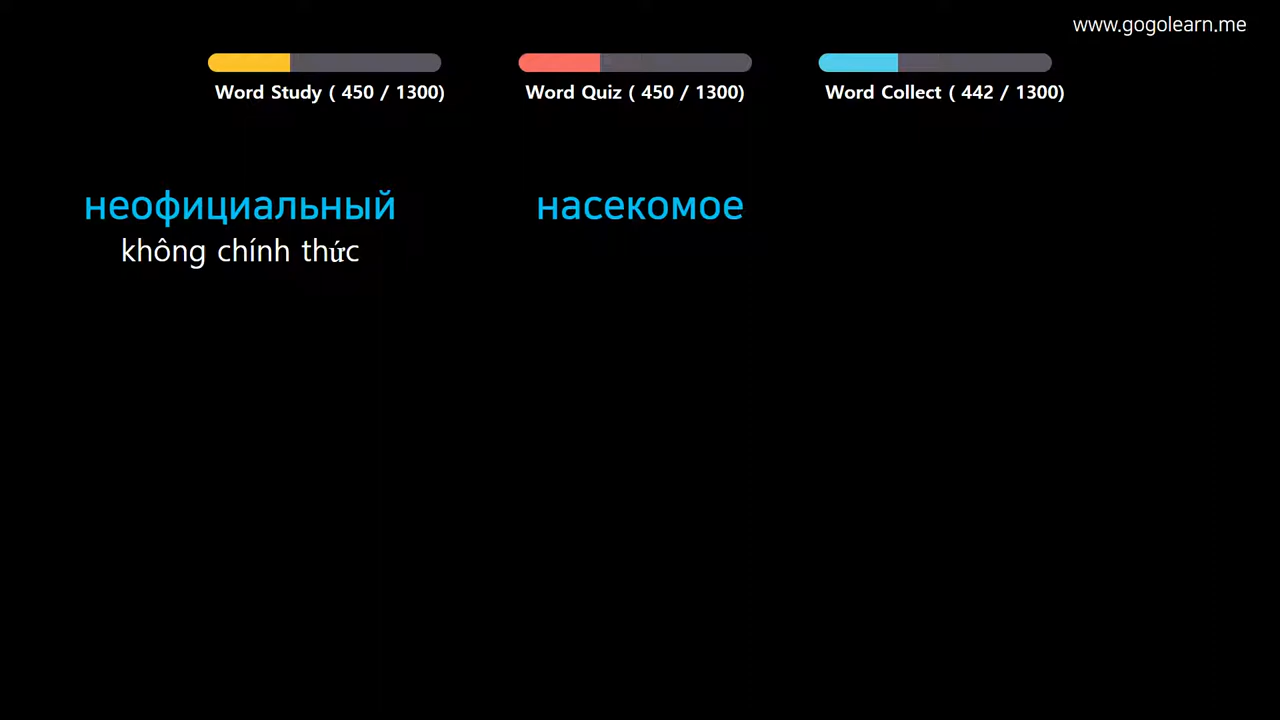 www.gogolearn.me
Word Study ( 450 / 1300)
Word Quiz ( 450 / 1300)
Word Collect ( 442 / 1300)
неофициальный
không chính thức
насекомое